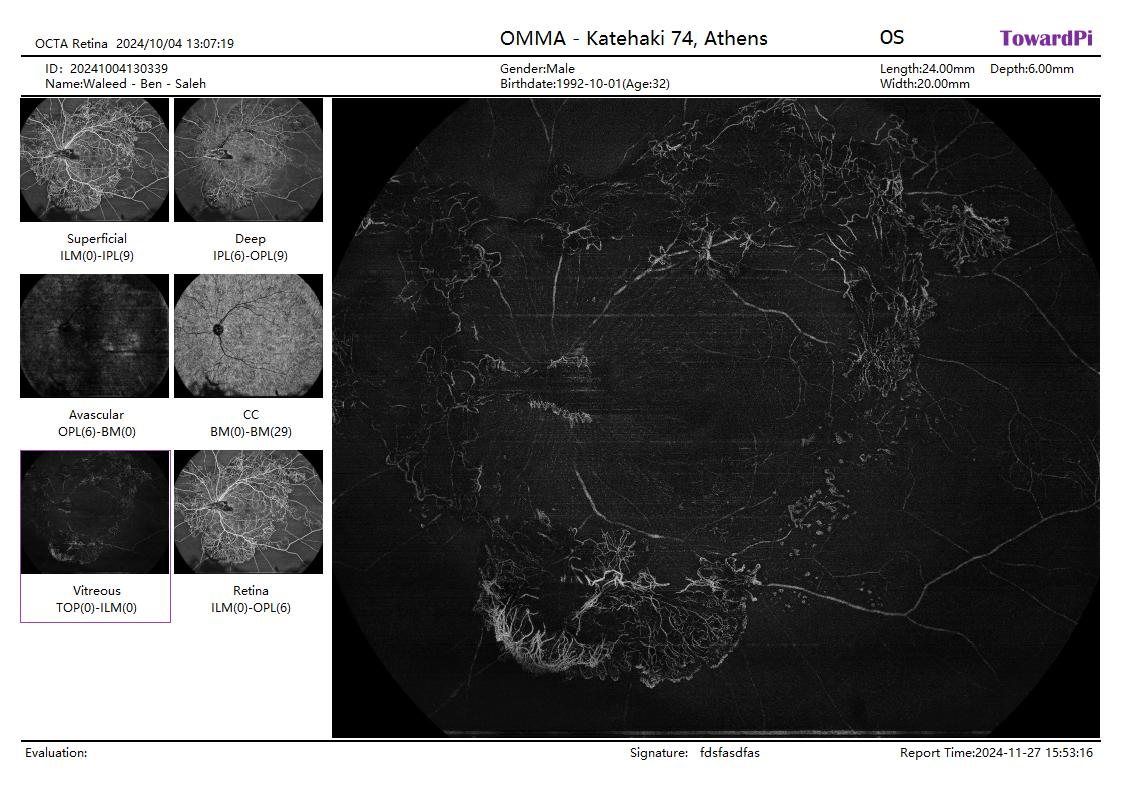 OCTA Retina 2024/10/04 13:07:19
OMMA - Katehaki 74, Athens
OS
TowardPi
ID: 20241004130339
Name:Waleed - Ben - Saleh
Gender:Male
Birthdate:1992-10-01(Age:32)
Length:24.00mm Depth:6.00mm
Width:20.00mm
Superficial
ILM(0)-IPL(9)
Deep
IPL(6)-OPL(9)
Avascular
OPL(6)-BM(0)
CC
BM(0)-BM(29)
Vitreous
TOP(0)-ILM(0)
Retina
ILM(0)-OPL(6)
Evaluation:
Signature: fdsfasdfas
Report Time:2024-11-27 15:53:16